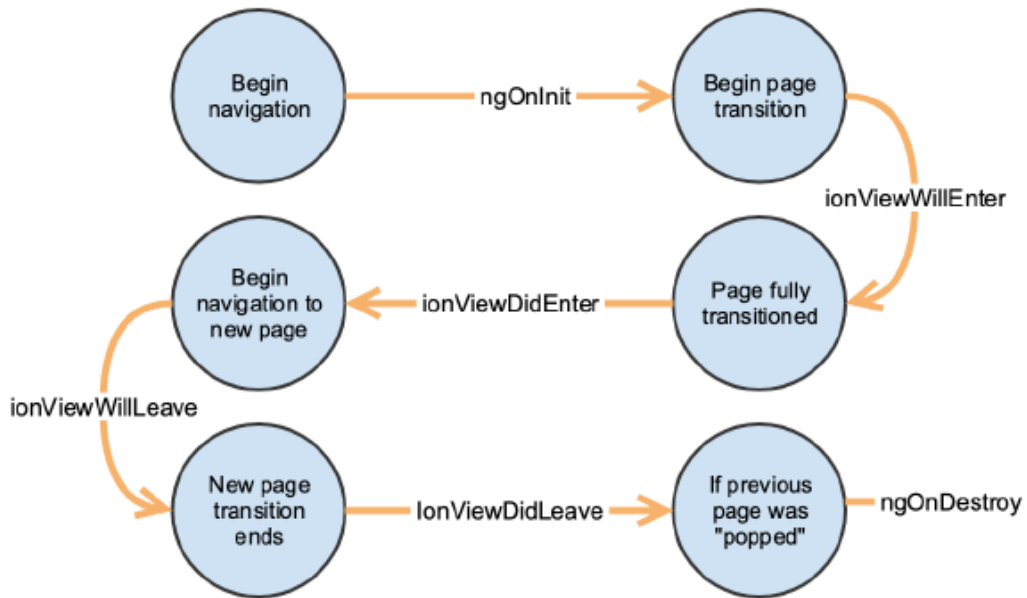 Begin
navigation
ngOnInit
Begin page
transition
ionViewWillEnter
Page fully
transitioned
ionViewDidEnter
Begin
navigation to
new page
ionViewWillLeave
New page
transition
ends
IonViewDidLeave
If previous
page was
"popped"
ngOnDestroy